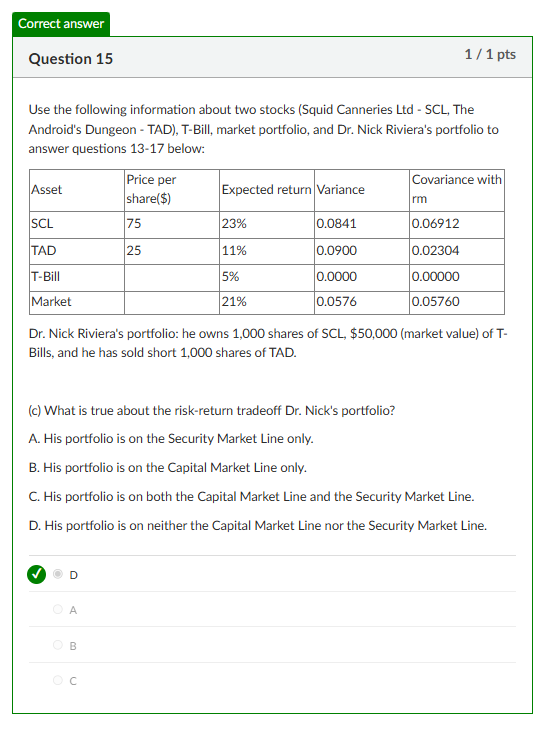 Correct answer
Question 15
1 / 1 pts
Use the following information about two stocks (Squid Canneries Ltd - SCL, The
Android's Dungeon - TAD), T-Bill, market portfolio, and Dr. Nick Riviera's portfolio to
answer questions 13-17 below:
Asset Price per share($) Expected return Variance Covariance with rm
SCL 75 23% 0.0841 0.06912
TAD 25 11% 0.0900 0.02304
T-Bill 5% 0.0000 0.00000
Market 21% 0.0576 0.05760
Dr. Nick Riviera's portfolio: he owns 1,000 shares of SCL, $50,000 (market value) of T-
Bills, and he has sold short 1,000 shares of TAD.
(c) What is true about the risk-return tradeoff Dr. Nick's portfolio?
A. His portfolio is on the Security Market Line only.
B. His portfolio is on the Capital Market Line only.
C. His portfolio is on both the Capital Market Line and the Security Market Line.
D. His portfolio is on neither the Capital Market Line nor the Security Market Line.
D
A
B
C